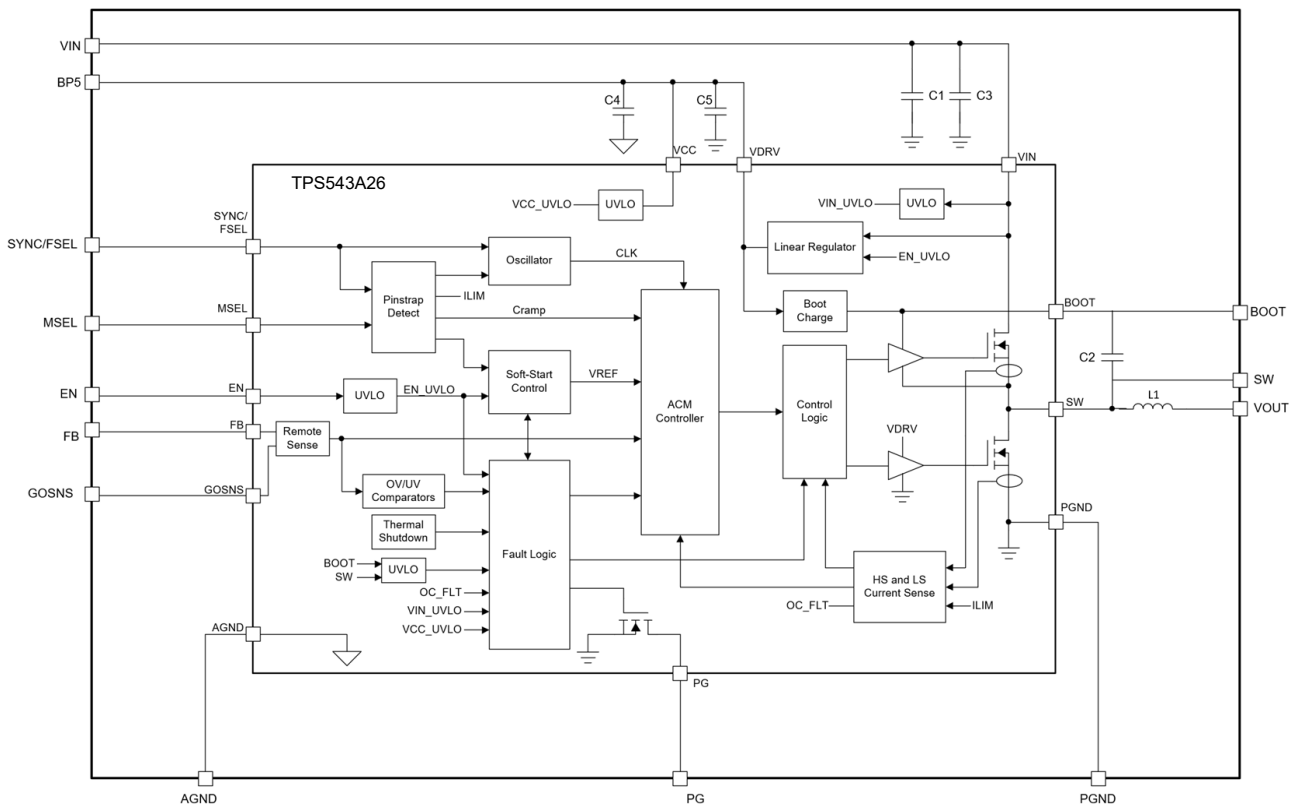 VIN
BP5
C4
C5
C1
C3
VCC
VDRV
VIN
TPS543A26
VCC_UVLO
UVLO
VIN_UVLO
UVLO
SYNC/
FSEL
SYNC/FSEL
Oscillator
CLK
Linear Regulator
EN_UVLO
Pinstrap
Detect
ILIM
Boot
Charge
BOOT
BOOT
MSEL
MSEL
Cramp
C2
Soft-Start
Control
VREF
ACM
Controller
Control
Logic
SW
EN
EN
UVLO
EN_UVLO
SW
L1
VOUT
FB
FB
Remote
Sense
VDRV
GOSNS
GOSNS
OV/UV
Comparators
PGND
Thermal
Shutdown
Fault Logic
BOOT
SW
UVLO
HS and LS
Current Sense
OC_FLT
ILIM
OC_FLT
VIN_UVLO
VCC_UVLO
AGND
PG
AGND
PG
PGND